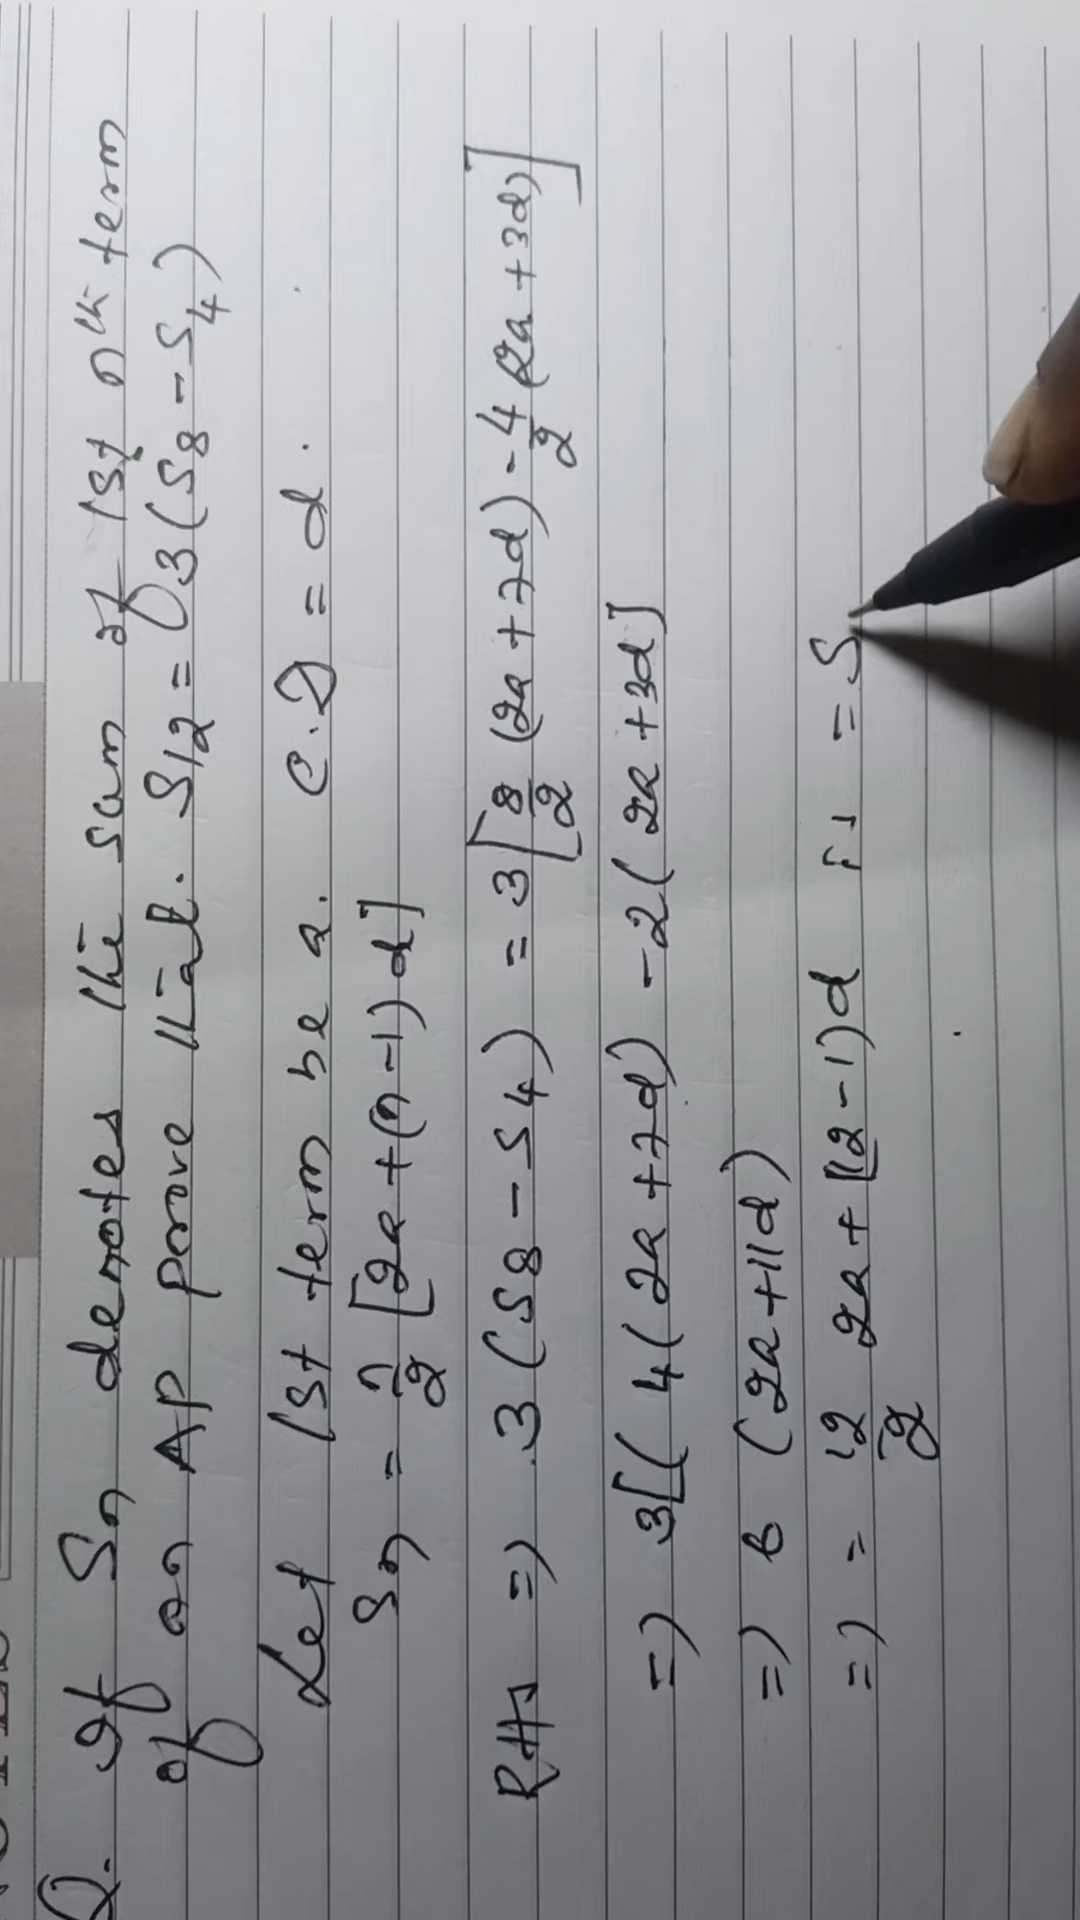 Q. If Sn denotes the sum of 1st nth term
of an AP prove that. S12 = 3(S8 - S4)
Let 1st term be a. C.D = d.
Sn = n/2 [2a + (n-1)d]
RHS => 3(S8 - S4) = 3[8/2 (2a+7d) - 4/2 (2a+3d)]
=> 3[(4(2a+7d) - 2(2a+3d]
=> 6 (2a+11d)
=> = 12/2 2a+(12-1)d = S